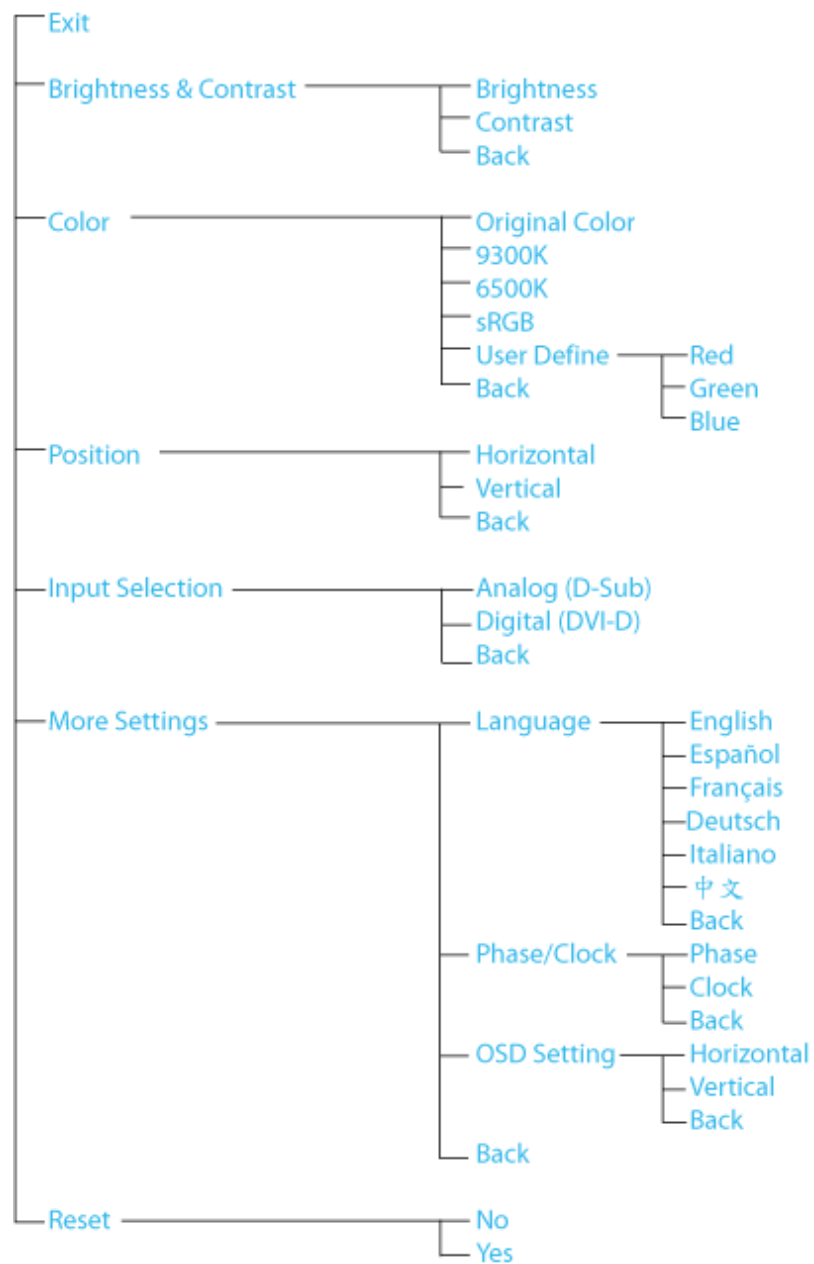 Exit
Brightness & Contrast Brightness
Contrast
Back
Color Original Color
9300K
6500K
sRGB
User Define Red
Back Green
Blue
Position Horizontal
Vertical
Back
Input Selection Analog (D-Sub)
Digital (DVI-D)
Back
More Settings Language English
Español
Français
Deutsch
Italiano
中文
Back
Phase/Clock Phase
Clock
Back
OSD Setting Horizontal
Vertical
Back
Back
Reset No
Yes